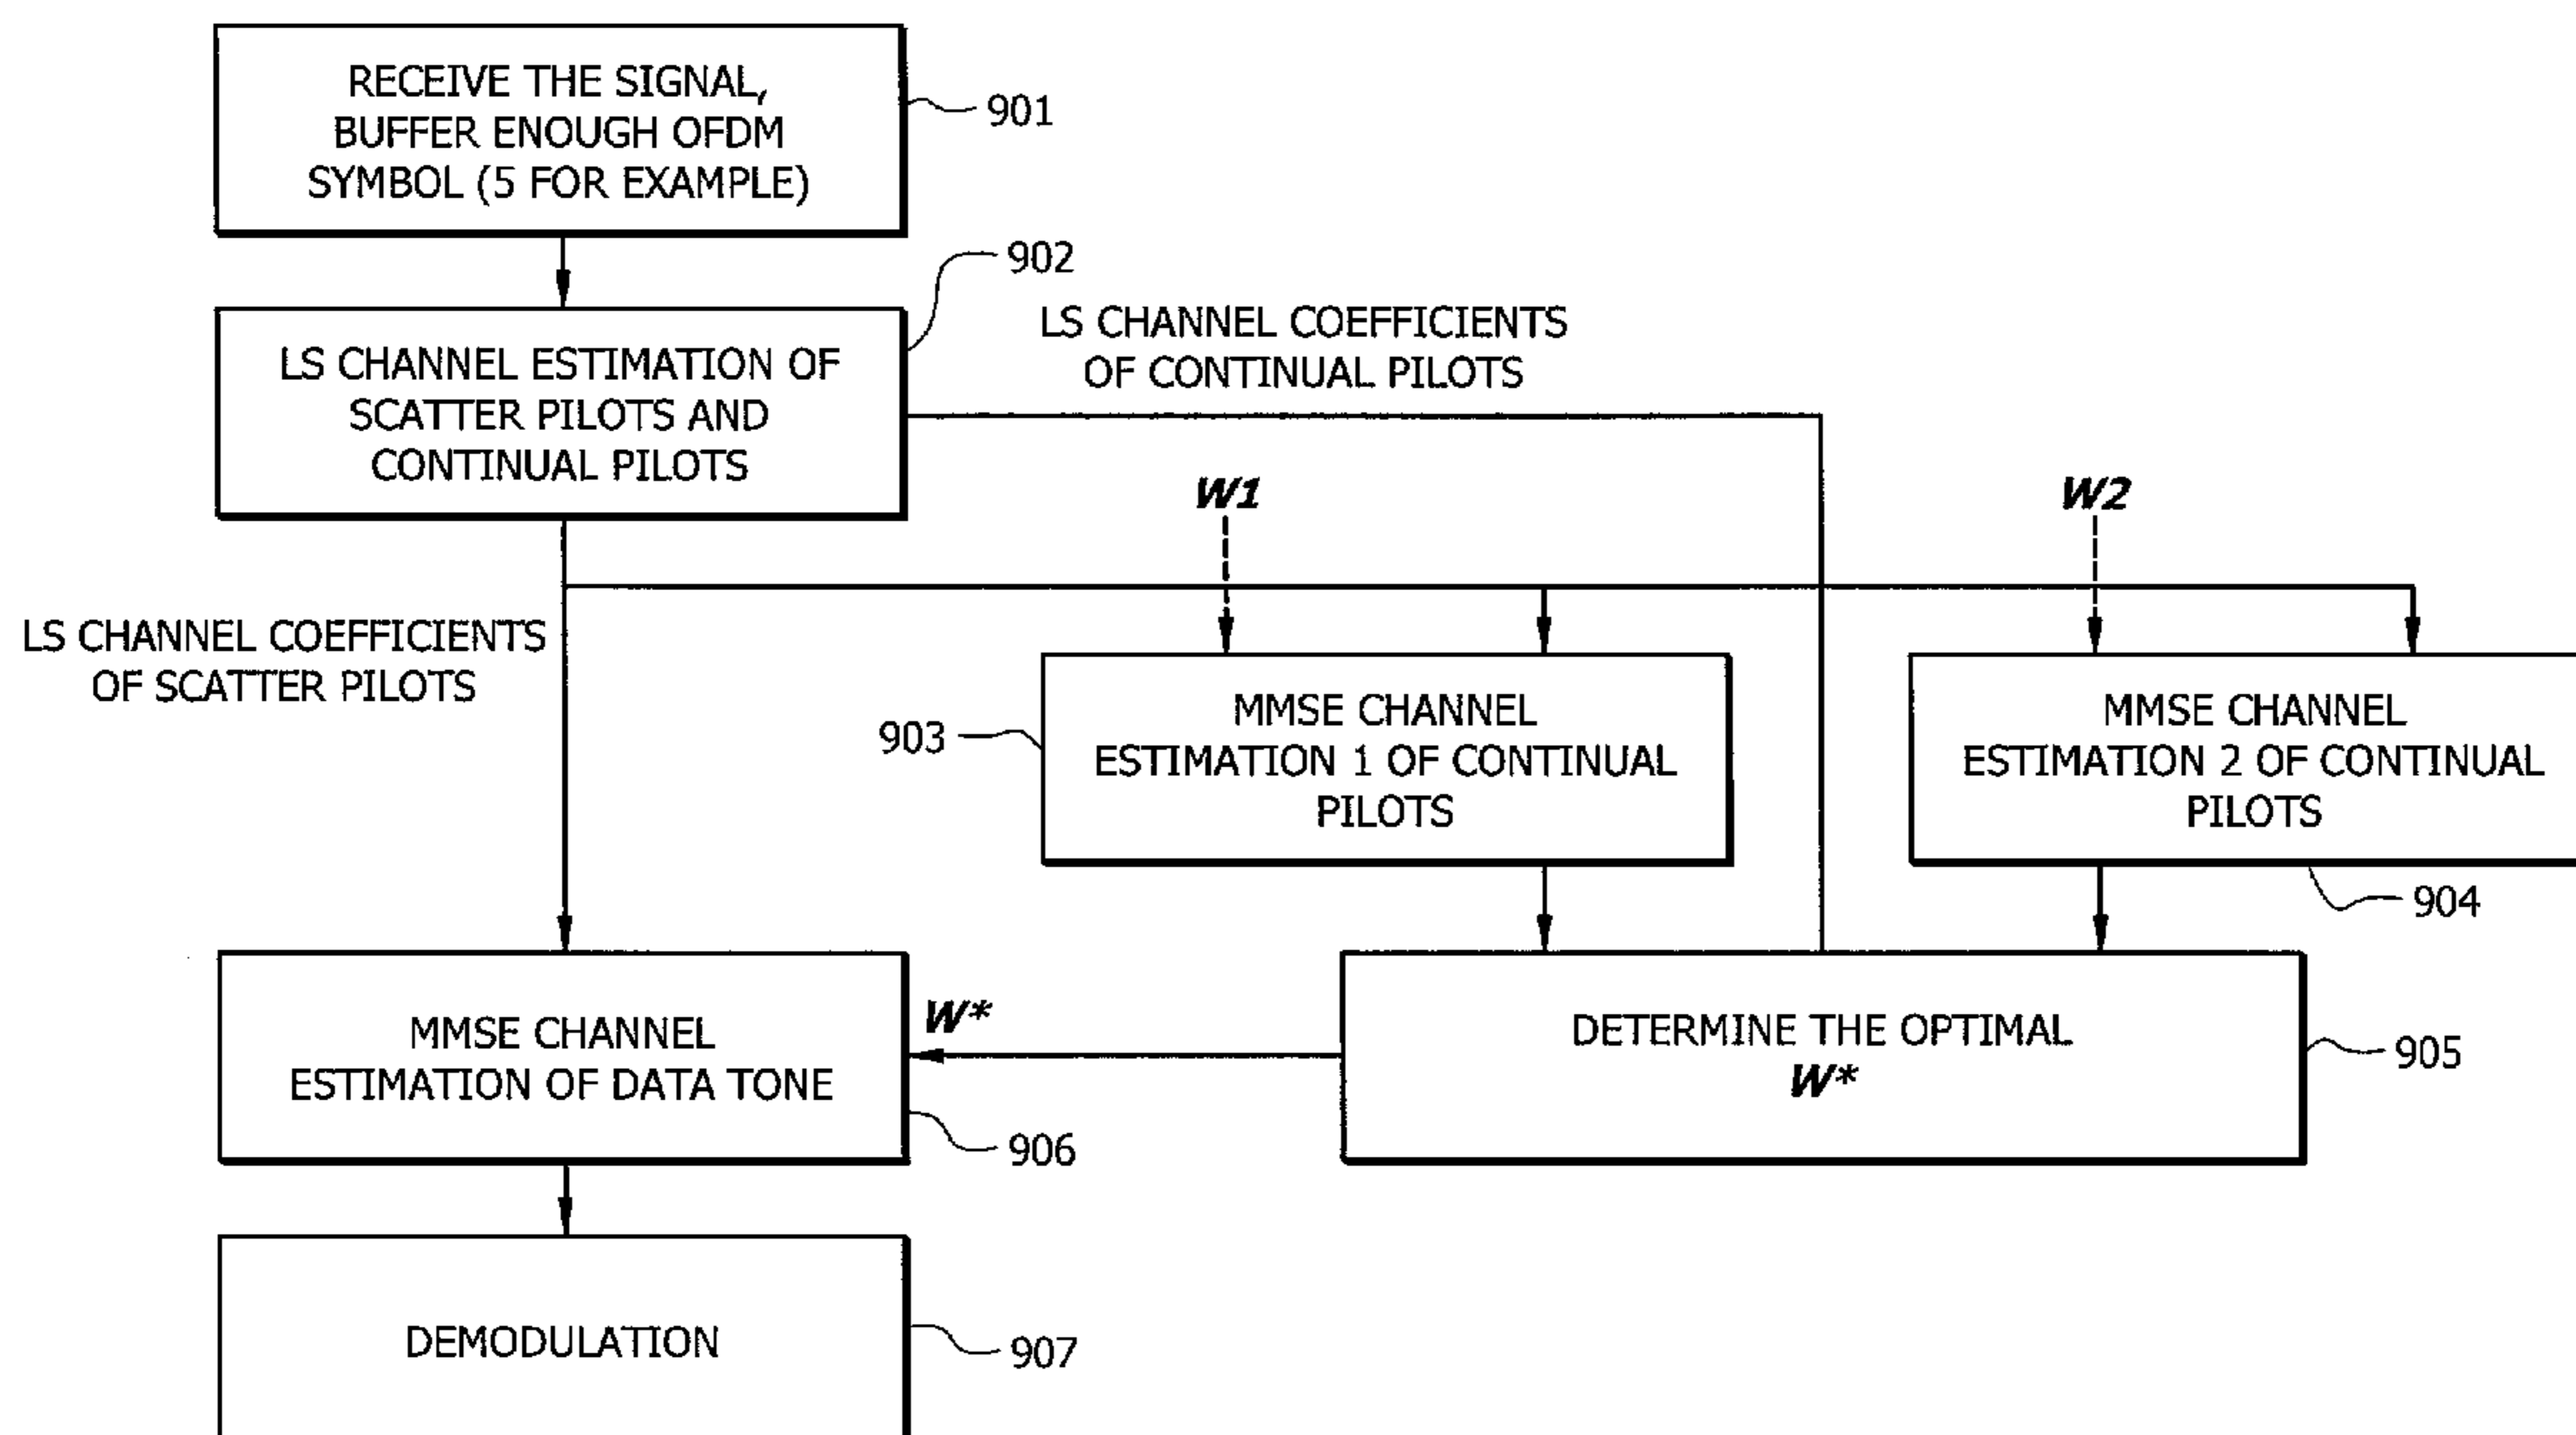 RECEIVE THE SIGNAL,
BUFFER ENOUGH OFDM
SYMBOL (5 FOR EXAMPLE)
901
902
LS CHANNEL ESTIMATION OF
SCATTER PILOTS AND
CONTINUAL PILOTS
LS CHANNEL COEFFICIENTS
OF CONTINUAL PILOTS
W1
W2
LS CHANNEL COEFFICIENTS
OF SCATTER PILOTS
903
MMSE CHANNEL
ESTIMATION 1 OF CONTINUAL
PILOTS
MMSE CHANNEL
ESTIMATION 2 OF CONTINUAL
PILOTS
904
MMSE CHANNEL
ESTIMATION OF DATA TONE
W*
DETERMINE THE OPTIMAL
W*
905
906
DEMODULATION
907